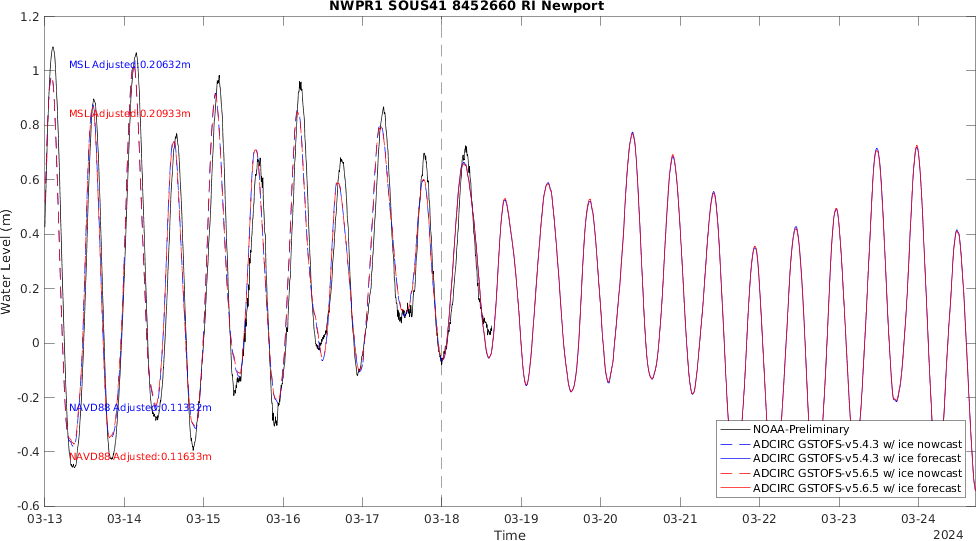 NWPR1 SOUS41 8452660 RI Newport
1.2
1
0.8
0.6
0.4
0.2
0
-0.2
-0.4
-0.6
Water Level (m)
MSL Adjusted:0.20632m
MSL Adjusted:0.20933m
NAVD88 Adjusted:0.11332m
NAVD88 Adjusted:0.11633m
NOAA-Preliminary
ADCIRC GSTOFS-v5.4.3 w/ ice nowcast
ADCIRC GSTOFS-v5.4.3 w/ ice forecast
ADCIRC GSTOFS-v5.6.5 w/ ice nowcast
ADCIRC GSTOFS-v5.6.5 w/ ice forecast
03-13 03-14 03-15 03-16 03-17 03-18 03-19 03-20 03-21 03-22 03-23 03-24
Time
2024